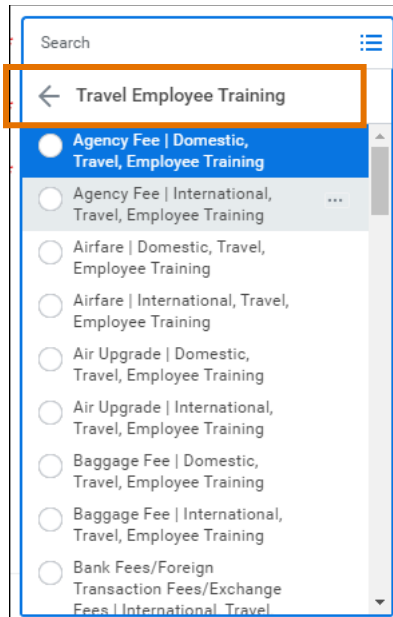 Search
Travel Employee Training
Agency Fee | Domestic,
Travel, Employee Training
Agency Fee | International,
Travel, Employee Training
Airfare | Domestic, Travel,
Employee Training
Airfare | International, Travel,
Employee Training
Air Upgrade | Domestic,
Travel, Employee Training
Air Upgrade | International,
Travel, Employee Training
Baggage Fee | Domestic,
Travel, Employee Training
Baggage Fee | International,
Travel, Employee Training
Bank Fees/Foreign
Transaction Fees/Exchange
Fees | International, Travel